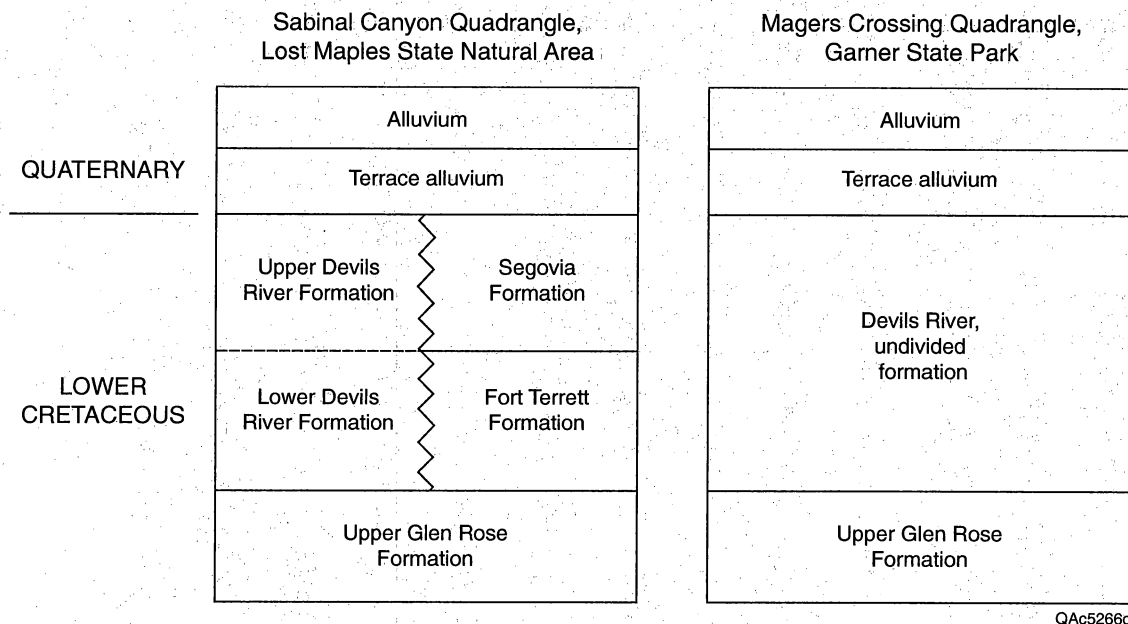 Sabinal Canyon Quadrangle,
Lost Maples State Natural Area
Magers Crossing Quadrangle,
Garner State Park
QUATERNARY
LOWER
CRETACEOUS
Alluvium
Terrace alluvium
Upper Devils
River Formation
Segovia
Formation
Lower Devils
River Formation
Fort Terrett
Formation
Upper Glen Rose
Formation
Alluvium
Terrace alluvium
Devils River,
undivided
formation
Upper Glen Rose
Formation
QAc5266c